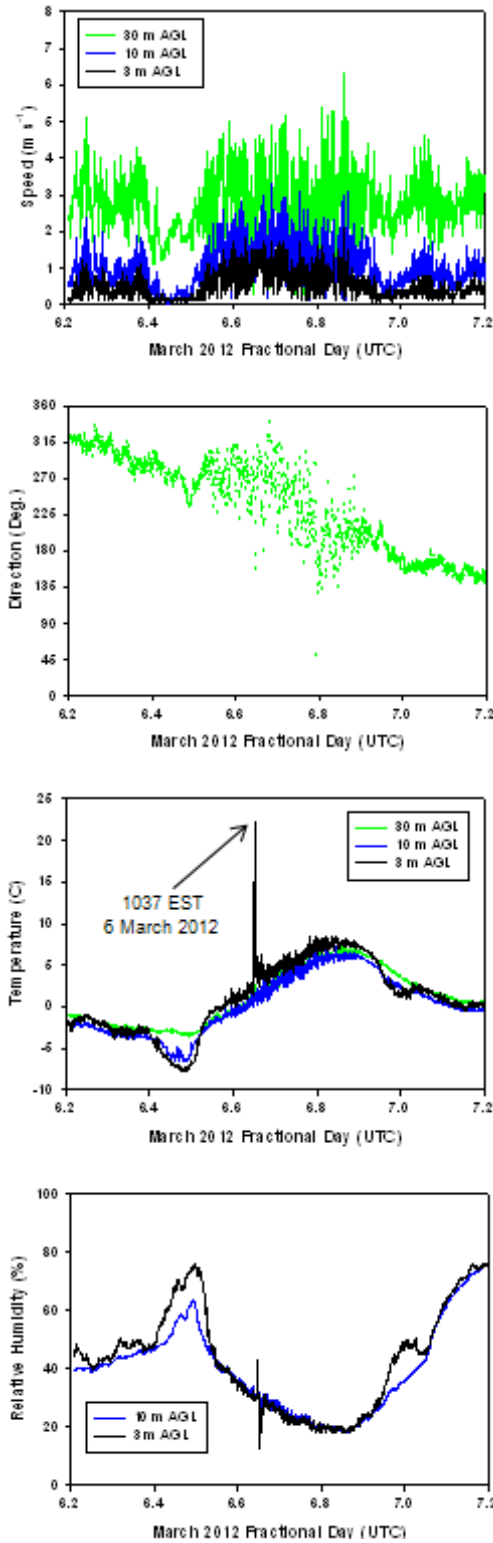 8
7
6
5
4
3
2
1
0
Speed (m s⁻¹)
30 m AGL
10 m AGL
3 m AGL
6.2 6.4 6.6 6.8 7.0 7.2
March 2012 Fractional Day (UTC)
360
315
270
225
180
135
90
45
0
Direction (Deg.)
6.2 6.4 6.6 6.8 7.0 7.2
March 2012 Fractional Day (UTC)
25
20
15
10
5
0
-5
-10
Temperature (C)
30 m AGL
10 m AGL
3 m AGL
1037 EST
6 March 2012
6.2 6.4 6.6 6.8 7.0 7.2
March 2012 Fractional Day (UTC)
100
80
60
40
20
0
Relative Humidity (%)
10 m AGL
3 m AGL
6.2 6.4 6.6 6.8 7.0 7.2
March 2012 Fractional Day (UTC)